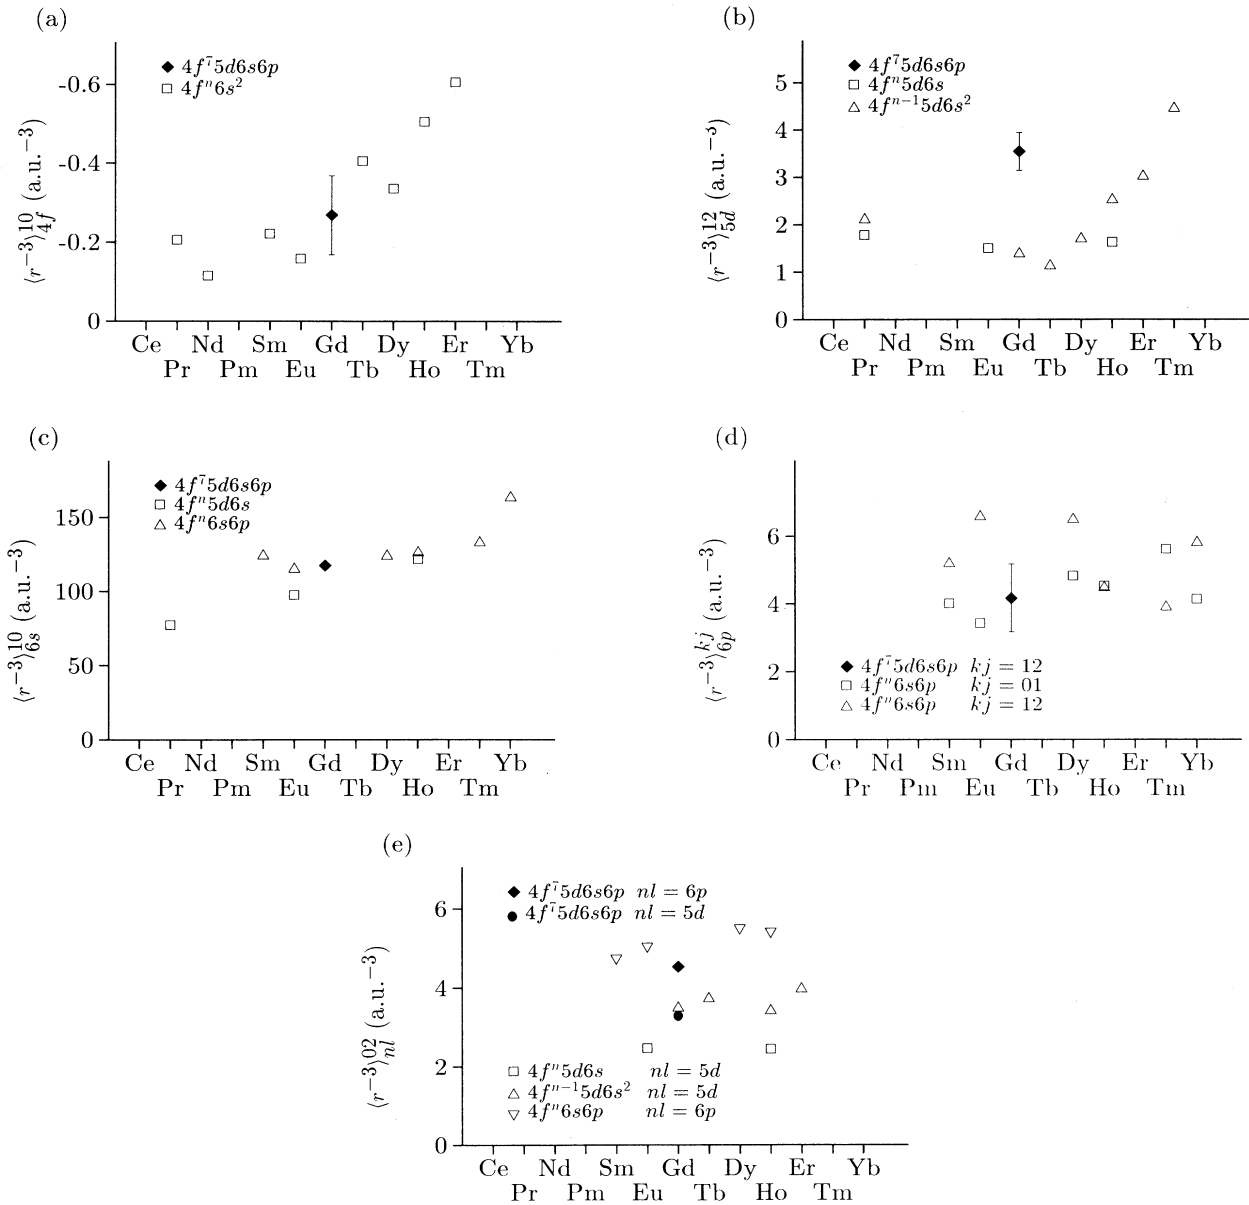 (a)
◆ 4f⁷5d6s6p
□ 4fⁿ6s²
-0.6
-0.4
-0.2
0
⟨r⁻³⟩¹⁰₄f (a.u.⁻³)
Ce Nd Sm Gd Dy Er Yb
Pr Pm Eu Tb Ho Tm
(b)
◆ 4f⁷5d6s6p
□ 4fⁿ5d6s
△ 4fⁿ⁻¹5d6s²
5
4
3
2
1
0
⟨r⁻³⟩¹²₅d (a.u.⁻³)
Ce Nd Sm Gd Dy Er Yb
Pr Pm Eu Tb Ho Tm
(c)
◆ 4f⁷5d6s6p
□ 4fⁿ5d6s
△ 4fⁿ6s6p
150
100
50
0
⟨r⁻³⟩¹⁰₆s (a.u.⁻³)
Ce Nd Sm Gd Dy Er Yb
Pr Pm Eu Tb Ho Tm
(d)
6
4
2
0
⟨r⁻³⟩ᵏʲ₆p (a.u.⁻³)
◆ 4f⁷5d6s6p kj = 12
□ 4fⁿ6s6p kj = 01
△ 4fⁿ6s6p kj = 12
Ce Nd Sm Gd Dy Er Yb
Pr Pm Eu Tb Ho Tm
(e)
◆ 4f⁷5d6s6p nl = 6p
● 4f⁷5d6s6p nl = 5d
6
4
2
0
⟨r⁻³⟩⁰²nl (a.u.⁻³)
□ 4fⁿ5d6s nl = 5d
△ 4fⁿ⁻¹5d6s² nl = 5d
▽ 4fⁿ6s6p nl = 6p
Ce Nd Sm Gd Dy Er Yb
Pr Pm Eu Tb Ho Tm